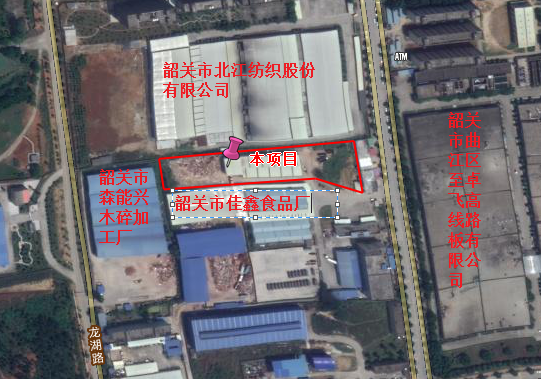 ATM
韶关市北江纺织股份
有限公司
本项目
韶关市
森能兴
木碎加
工厂
韶关市佳鑫食品厂
韶关
市曲
江区
至卓
飞高
线路
板有
限公
司
龙湖路